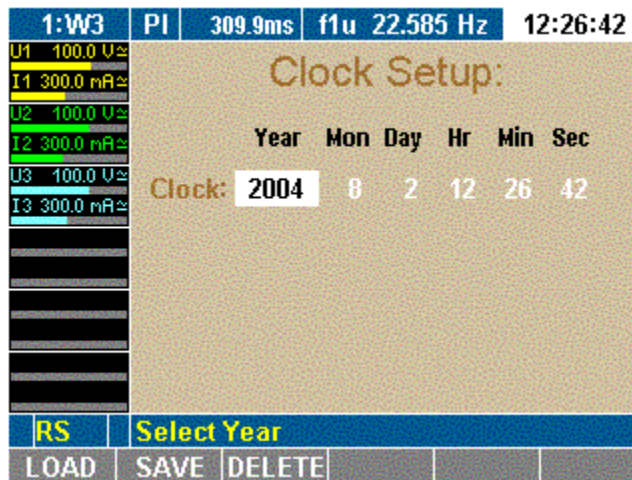 1:W3 PI 309.9ms f1u 22.585 Hz 12:26:42
U1 100.0 V≃
I1 300.0 mA≃
U2 100.0 V≃
I2 300.0 mA≃
U3 100.0 V≃
I3 300.0 mA≃
Clock Setup:
Year Mon Day Hr Min Sec
Clock: 2004 8 2 12 26 42
RS Select Year
LOAD SAVE DELETE